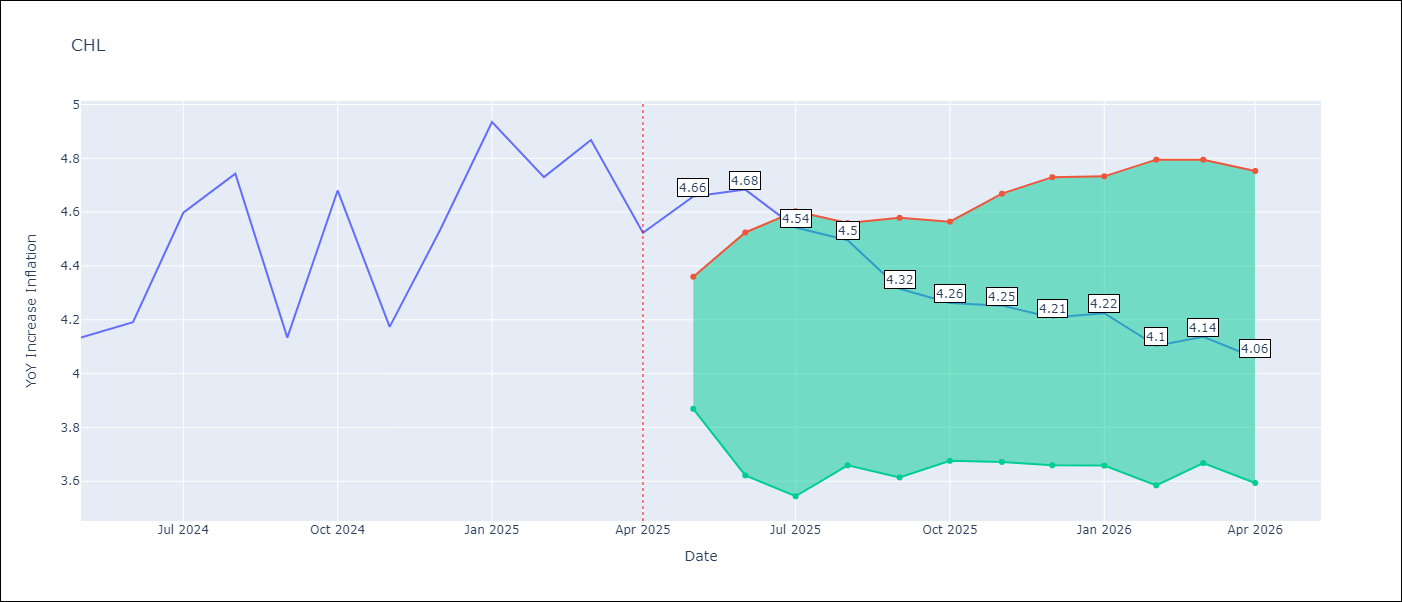 CHL
YoY Increase Inflation
5
4.8
4.6
4.4
4.2
4
3.8
3.6
4.66
4.68
4.54
4.5
4.32
4.26
4.25
4.21
4.22
4.1
4.14
4.06
Jul 2024
Oct 2024
Jan 2025
Apr 2025
Jul 2025
Oct 2025
Jan 2026
Apr 2026
Date